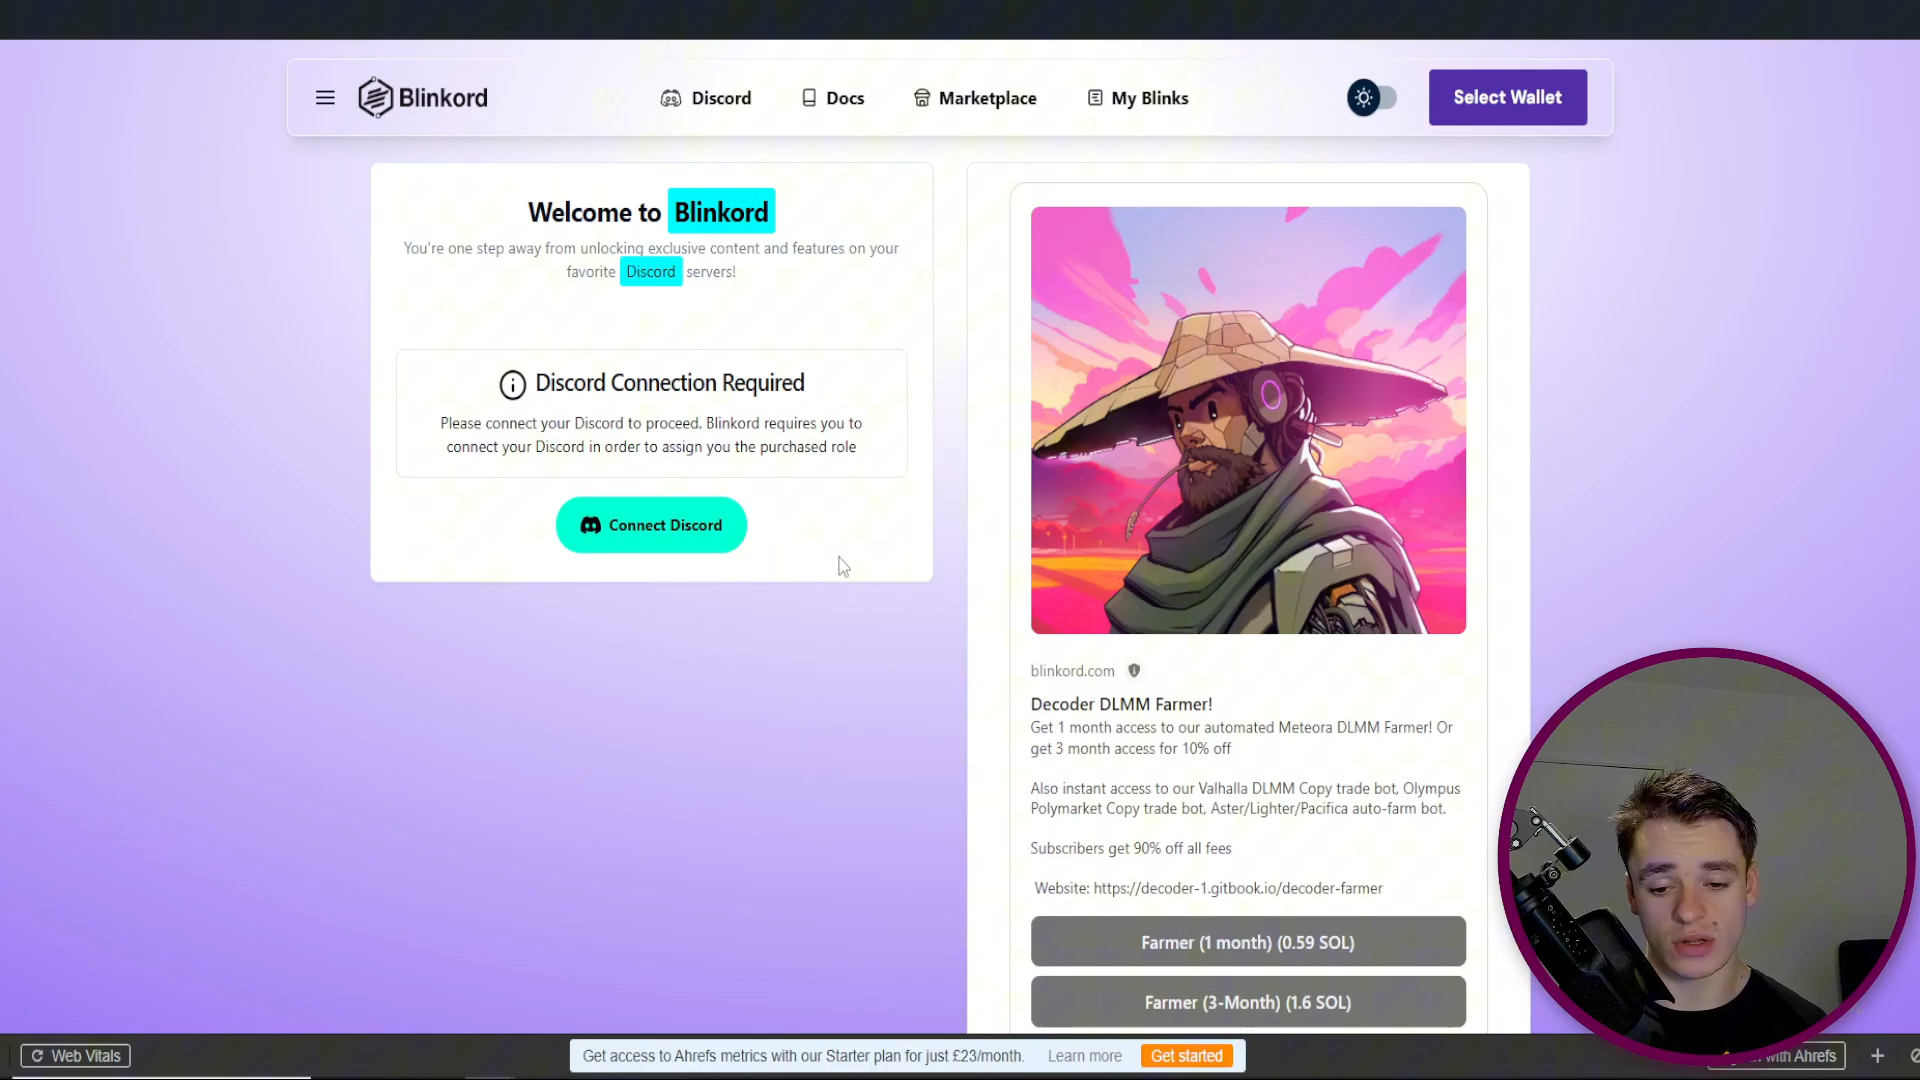 Blinkord
Discord
Docs
Marketplace
My Blinks
Select Wallet
Welcome to Blinkord
You're one step away from unlocking exclusive content and features on your
favorite Discord servers!
Discord Connection Required
Please connect your Discord to proceed. Blinkord requires you to
connect your Discord in order to assign you the purchased role
Connect Discord
blinkord.com
Decoder DLMM Farmer!
Get 1 month access to our automated Meteora DLMM Farmer! Or
get 3 month access for 10% off
Also instant access to our Valhalla DLMM Copy trade bot, Olympus
Polymarket Copy trade bot, Aster/Lighter/Pacifica auto-farm bot.
Subscribers get 90% off all fees
Website: https://decoder-1.gitbook.io/decoder-farmer
Farmer (1 month) (0.59 SOL)
Farmer (3-Month) (1.6 SOL)
Web Vitals
Get access to Ahrefs metrics with our Starter plan for just £23/month.
Learn more
Get started
with Ahrefs